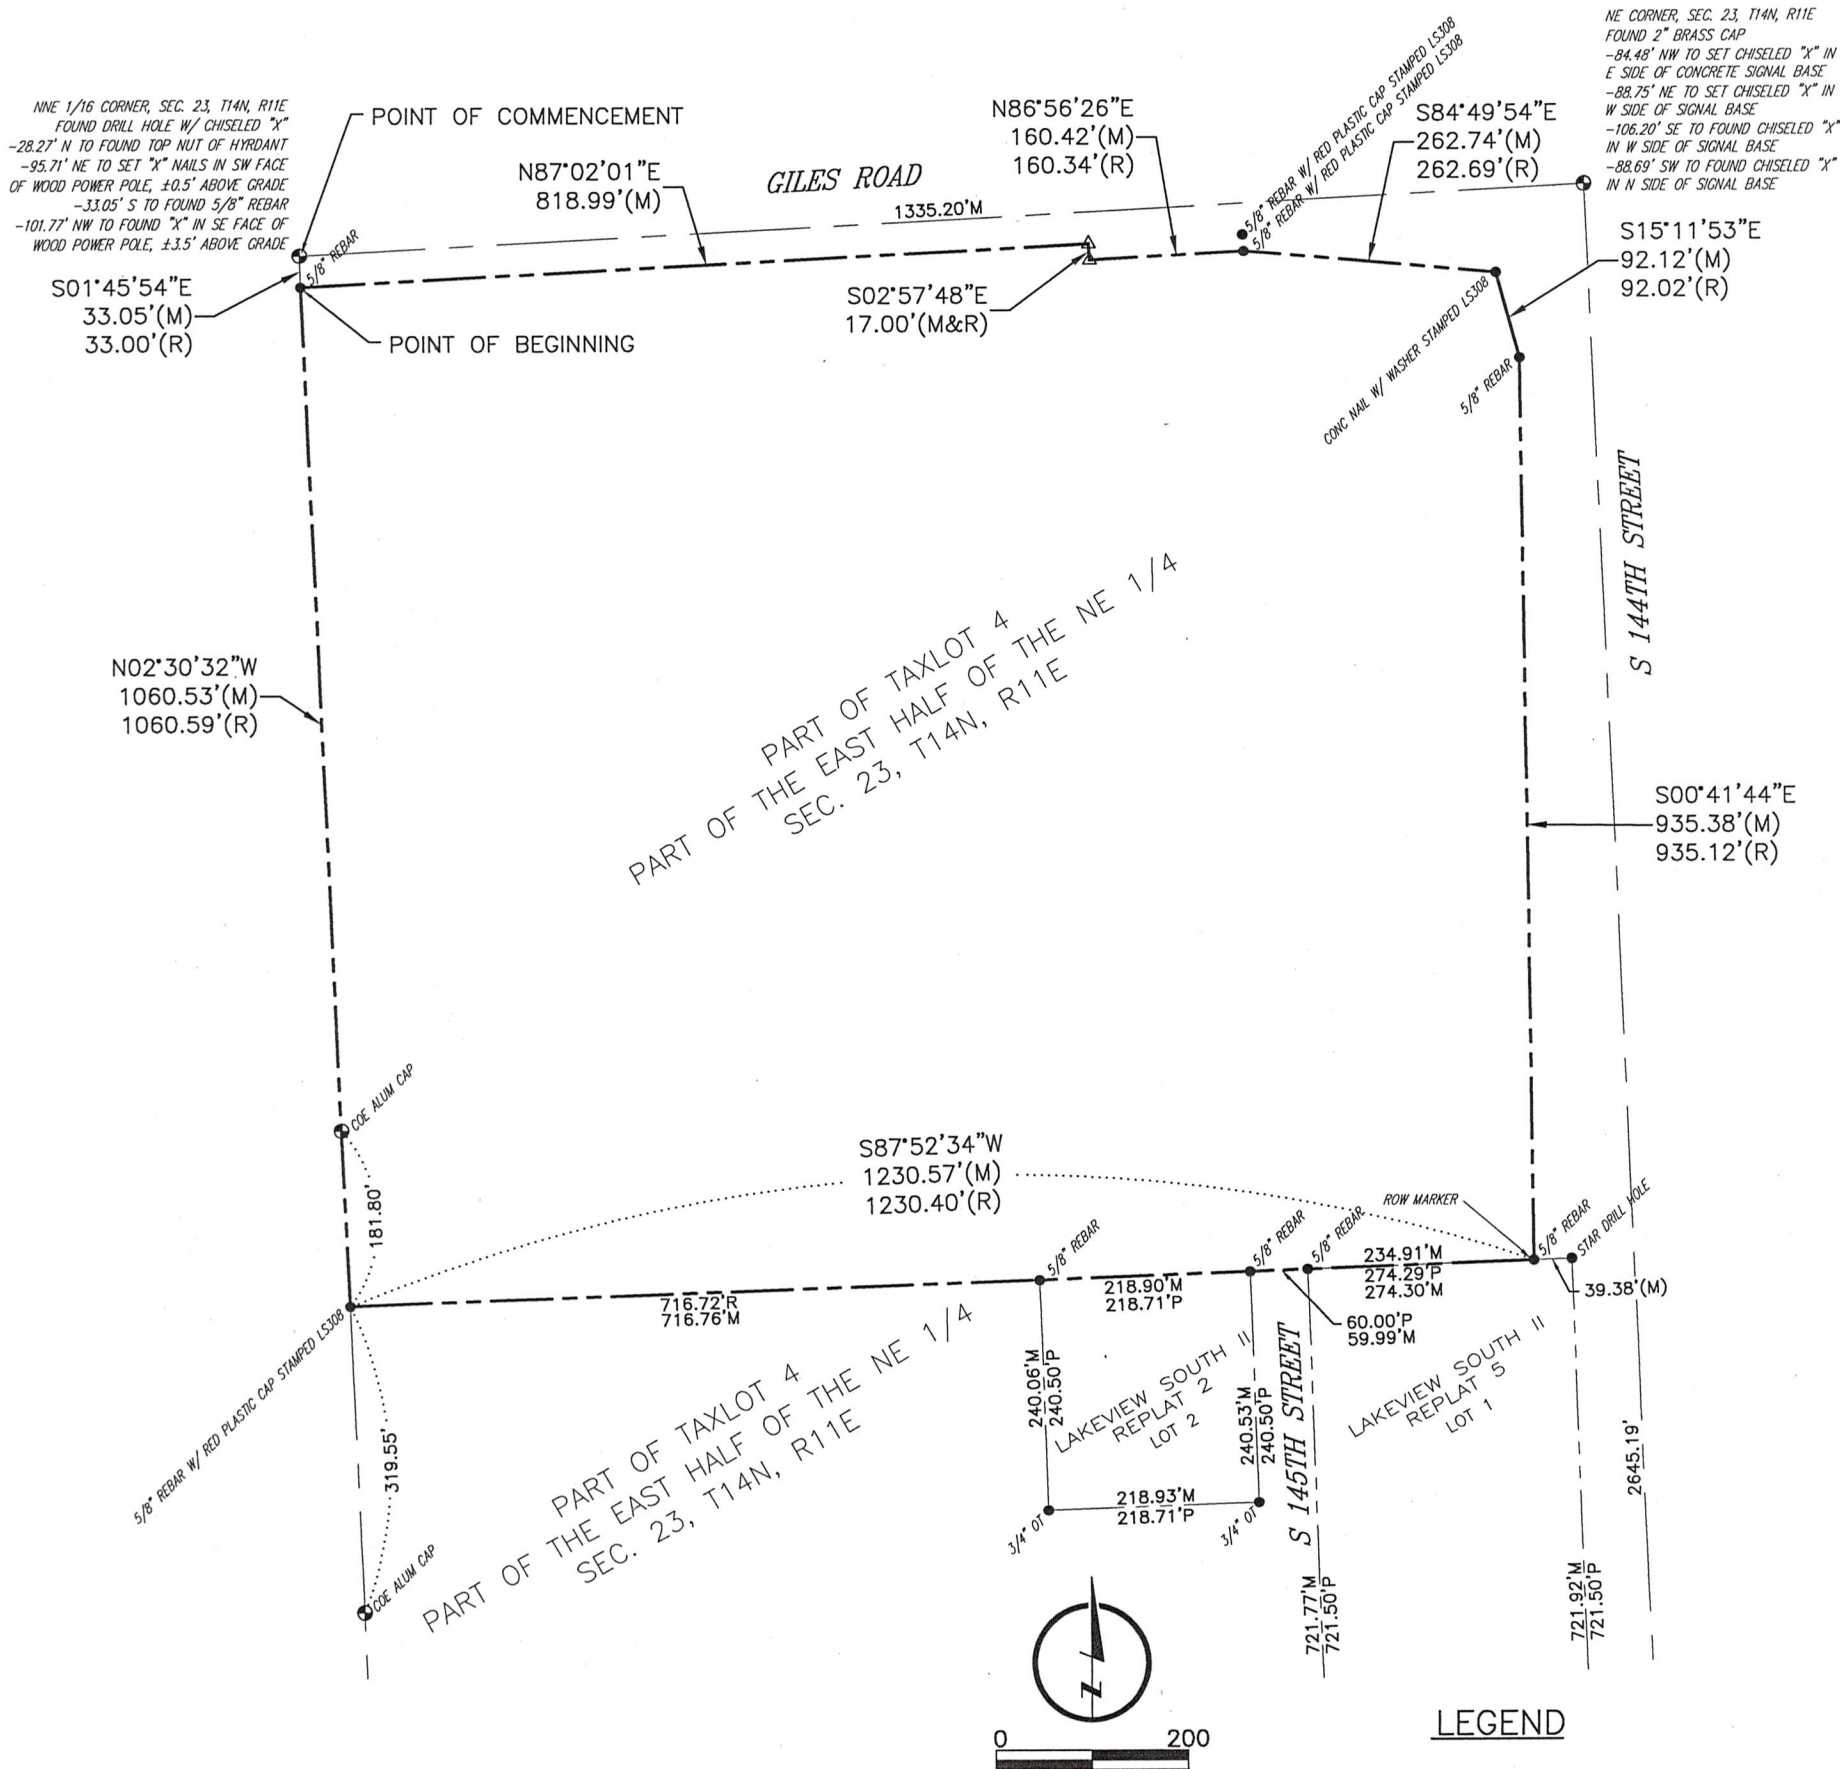 NE CORNER, SEC. 23, T14N, R11E
FOUND 2" BRASS CAP
-84.48' NW TO SET CHISELED "X" IN
E SIDE OF CONCRETE SIGNAL BASE
-88.75' NE TO SET CHISELED "X" IN
W SIDE OF SIGNAL BASE
-106.20' SE TO FOUND CHISELED "X"
IN W SIDE OF SIGNAL BASE
-88.69' SW TO FOUND CHISELED "X"
IN N SIDE OF SIGNAL BASE
NNE 1/16 CORNER, SEC. 23, T14N, R11E
FOUND DRILL HOLE W/ CHISELED "X"
-28.27' N TO FOUND TOP NUT OF HYRDANT
-95.71' NE TO SET "X" NAILS IN SW FACE
OF WOOD POWER POLE, ±0.5' ABOVE GRADE
-33.05' S TO FOUND 5/8" REBAR
-101.77' NW TO FOUND "X" IN SE FACE OF
WOOD POWER POLE, ±3.5' ABOVE GRADE
POINT OF COMMENCEMENT
N87°02'01"E
818.99'(M)
GILES ROAD
1335.20'M
N86°56'26"E
160.42'(M)
160.34'(R)
5/8" REBAR W/ RED PLASTIC CAP STAMPED LS308
5/8" REBAR W/ RED PLASTIC CAP STAMPED LS308
S84°49'54"E
262.74'(M)
262.69'(R)
S15°11'53"E
92.12'(M)
92.02'(R)
5/8" REBAR
S01°45'54"E
33.05'(M)
33.00'(R)
POINT OF BEGINNING
S02°57'48"E
17.00'(M&R)
CONC NAIL W/ WASHER STAMPED LS308
5/8" REBAR
S 144TH STREET
N02°30'32"W
1060.53'(M)
1060.59'(R)
PART OF TAXLOT 4
PART OF THE EAST HALF OF THE NE 1/4
SEC. 23, T14N, R11E
S00°41'44"E
935.38'(M)
935.12'(R)
COE ALUM CAP
181.80'
S87°52'34"W
1230.57'(M)
1230.40'(R)
ROW MARKER
5/8" REBAR
5/8" REBAR
5/8" REBAR
5/8" REBAR
STAR DRILL HOLE
716.72'R
716.76'M
218.90'M
218.71'P
234.91'M
274.29'P
274.30'M
60.00'P
59.99'M
39.38'(M)
5/8" REBAR W/ RED PLASTIC CAP STAMPED LS308
319.55'
COE ALUM CAP
PART OF TAXLOT 4
PART OF THE EAST HALF OF THE NE 1/4
SEC. 23, T14N, R11E
240.06'M
240.50'P
LAKEVIEW SOUTH II
REPLAT 2
LOT 2
240.53'M
240.50'P
S 145TH STREET
LAKEVIEW SOUTH II
REPLAT 5
LOT 1
218.93'M
218.71'P
3/4" OT
3/4" OT
721.77'M
721.50'P
721.92'M
721.50'P
2645.19'
N
0 200
LEGEND